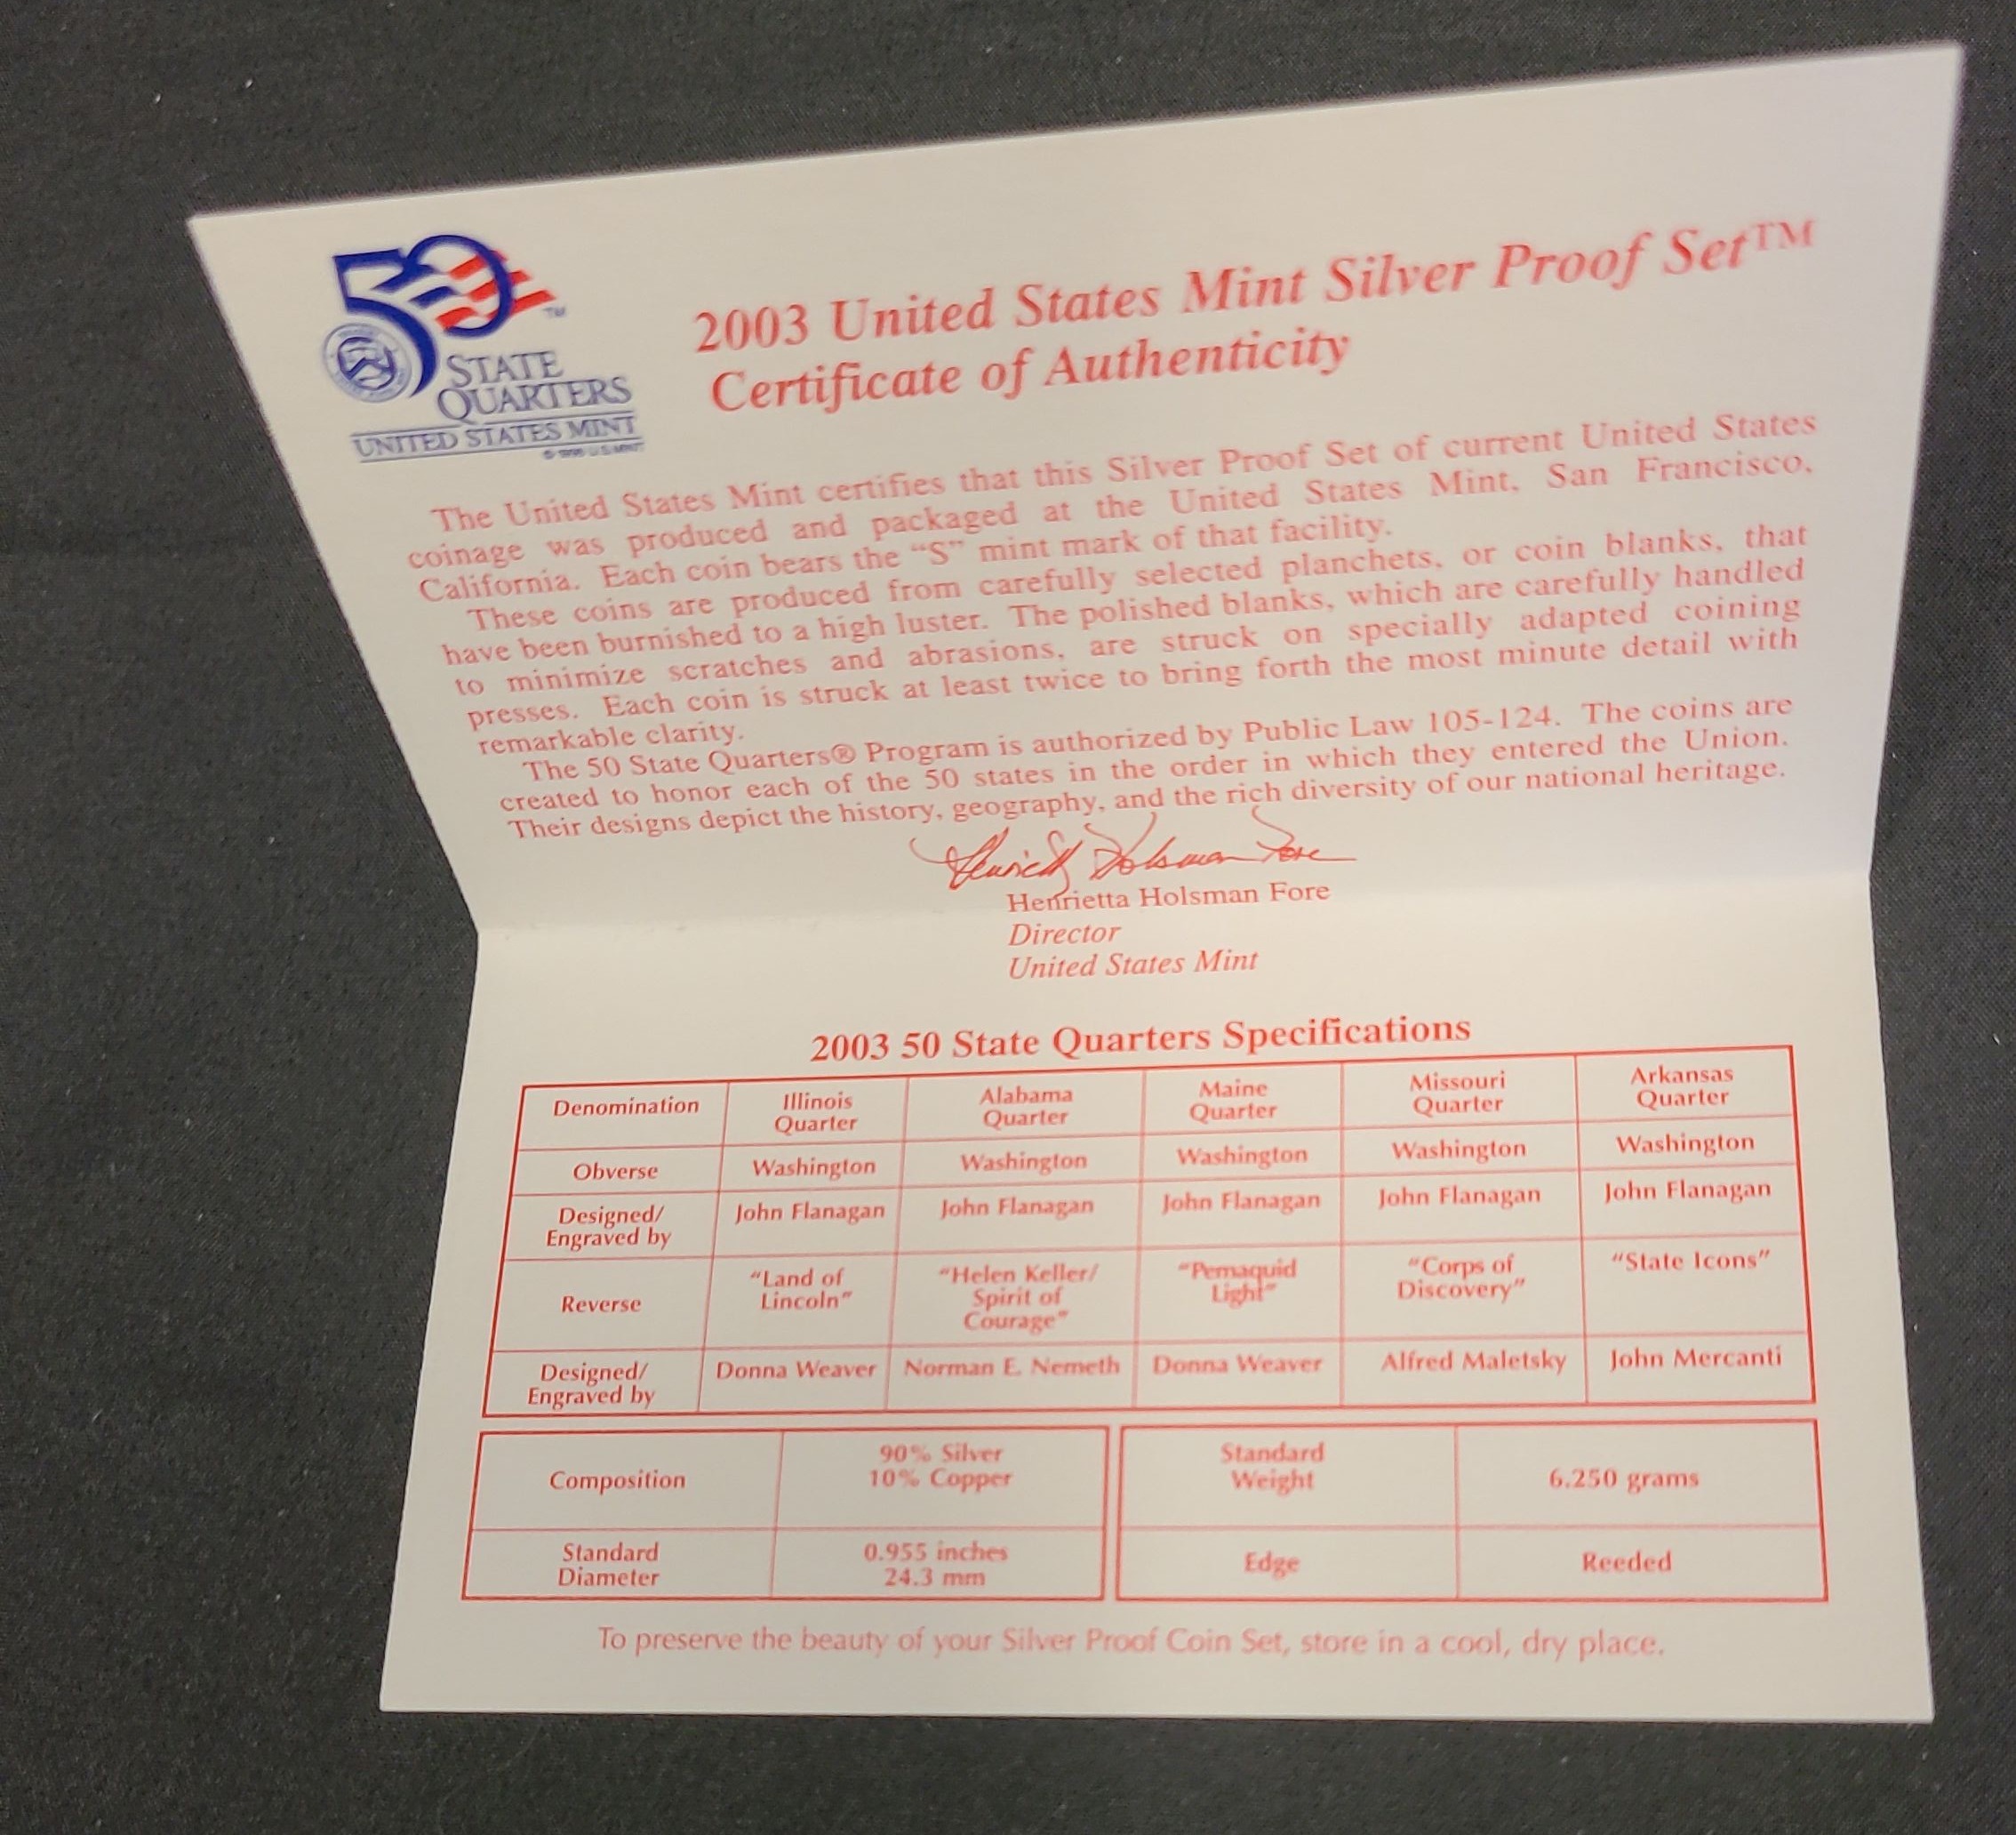 50
TM
STATE
QUARTERS
UNITED STATES MINT
2003 United States Mint Silver Proof Set™
Certificate of Authenticity
The United States Mint certifies that this Silver Proof Set of current United States
coinage was produced and packaged at the United States Mint, San Francisco,
California. Each coin bears the "S" mint mark of that facility.
These coins are produced from carefully selected planchets, or coin blanks, that
have been burnished to a high luster. The polished blanks, which are carefully handled
to minimize scratches and abrasions, are struck on specially adapted coining
presses. Each coin is struck at least twice to bring forth the most minute detail with
remarkable clarity.
The 50 State Quarters® Program is authorized by Public Law 105-124. The coins are
created to honor each of the 50 states in the order in which they entered the Union.
Their designs depict the history, geography, and the rich diversity of our national heritage.
Henrietta Holsman Fore
Henrietta Holsman Fore
Director
United States Mint
2003 50 State Quarters Specifications
Denomination Illinois Quarter Alabama Quarter Maine Quarter Missouri Quarter Arkansas Quarter
Obverse Washington Washington Washington Washington Washington
Designed/ Engraved by John Flanagan John Flanagan John Flanagan John Flanagan John Flanagan
Reverse "Land of Lincoln" "Helen Keller/ Spirit of Courage" "Pemaquid Light" "Corps of Discovery" "State Icons"
Designed/ Engraved by Donna Weaver Norman E. Nemeth Donna Weaver Alfred Maletsky John Mercanti
Composition 90% Silver 10% Copper Standard Weight 6.250 grams
Standard Diameter 0.955 inches 24.3 mm Edge Reeded
To preserve the beauty of your Silver Proof Coin Set, store in a cool, dry place.